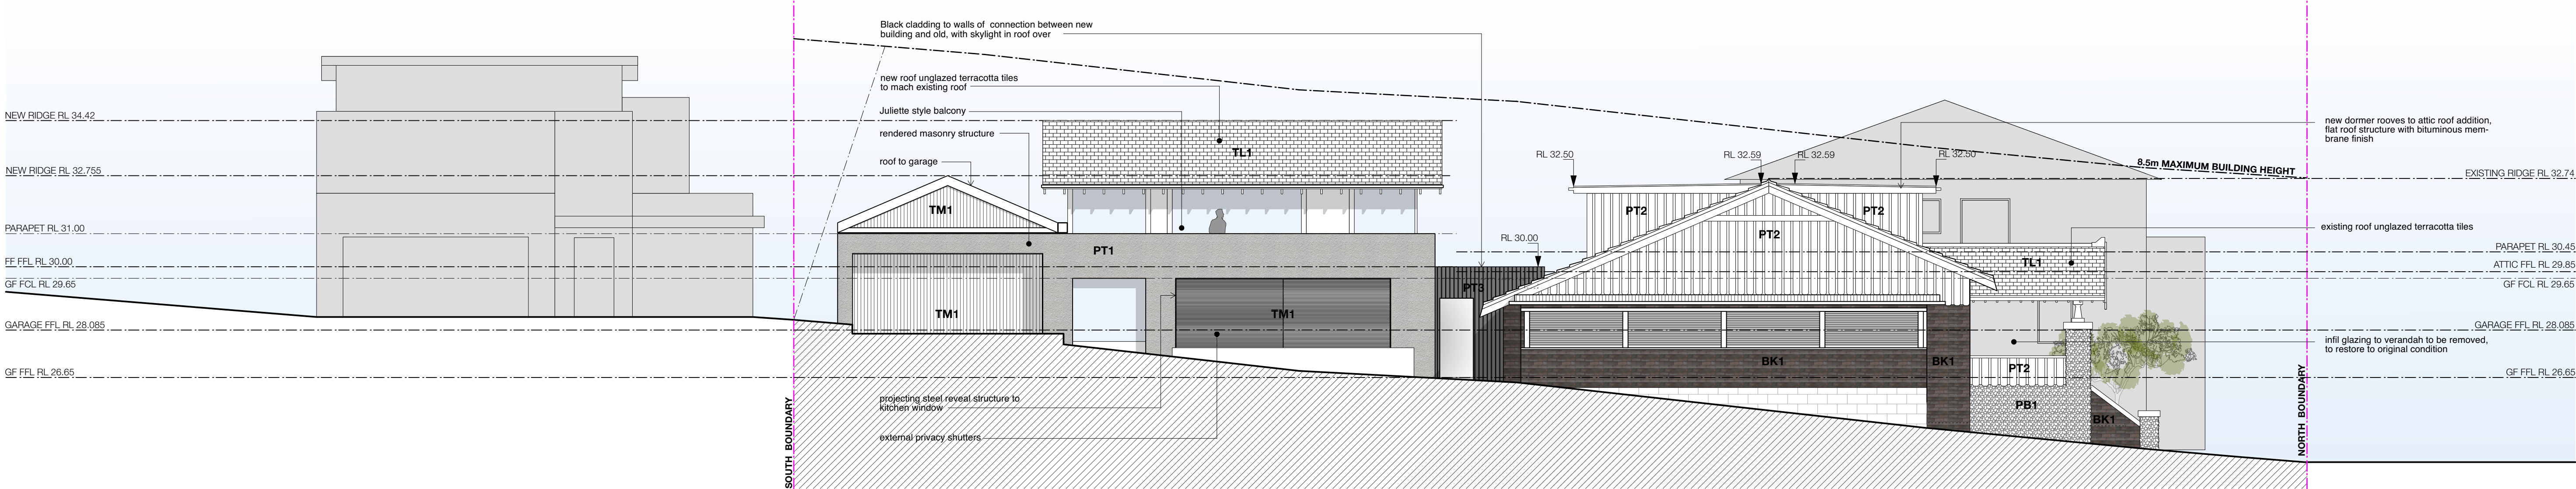 Black cladding to walls of connection between new
building and old, with skylight in roof over
new roof unglazed terracotta tiles
to mach existing roof
Juliette style balcony
rendered masonry structure
roof to garage
NEW RIDGE RL 34.42
NEW RIDGE RL 32.755
PARAPET RL 31.00
FF FFL RL 30.00
GF FCL RL 29.65
GARAGE FFL RL 28.085
GF FFL RL 26.65
SOUTH BOUNDARY
TL1
TM1
PT1
TM1
TM1
projecting steel reveal structure to
kitchen window
external privacy shutters
RL 32.50
RL 32.59
RL 32.59
RL 32.50
RL 30.00
PT2
PT2
PT2
PT3
BK1
BK1
TL1
PT2
PB1
BK1
8.5m MAXIMUM BUILDING HEIGHT
NORTH BOUNDARY
new dormer rooves to attic roof addition,
flat roof structure with bituminous mem-
brane finish
EXISTING RIDGE RL 32.74
existing roof unglazed terracotta tiles
PARAPET RL 30.45
ATTIC FFL RL 29.85
GF FCL RL 29.65
GARAGE FFL RL 28.085
infil glazing to verandah to be removed,
to restore to original condition
GF FFL RL 26.65